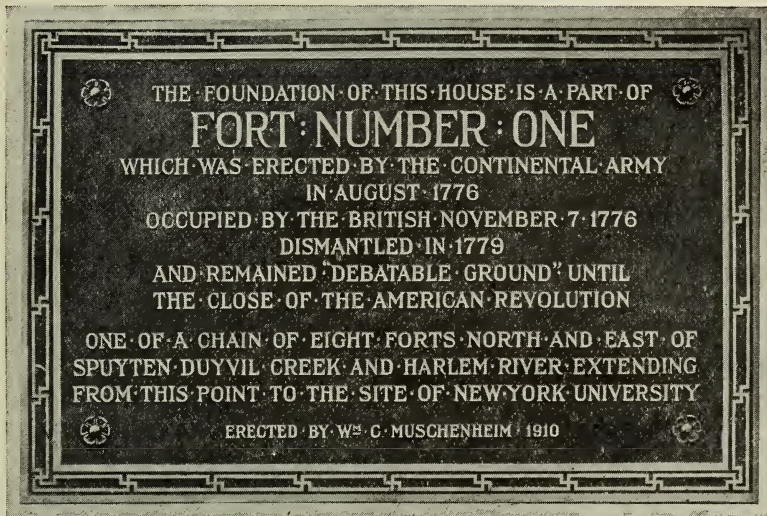 THE·FOUNDATION·OF·THIS·HOUSE·IS·A·PART·OF
FORT:NUMBER:ONE
WHICH·WAS·ERECTED·BY·THE·CONTINENTAL·ARMY
IN·AUGUST·1776
OCCUPIED·BY·THE·BRITISH·NOVEMBER·7·1776
DISMANTLED·IN·1779
AND·REMAINED·"DEBATABLE·GROUND"·UNTIL
THE·CLOSE·OF·THE·AMERICAN·REVOLUTION
ONE·OF·A·CHAIN·OF·EIGHT·FORTS·NORTH·AND·EAST·OF
SPUYTEN·DUYVIL·CREEK·AND·HARLEM·RIVER·EXTENDING
FROM·THIS·POINT·TO·THE·SITE·OF·NEW·YORK·UNIVERSITY
ERECTED·BY·Wᴹ·C·MUSCHENHEIM·1910